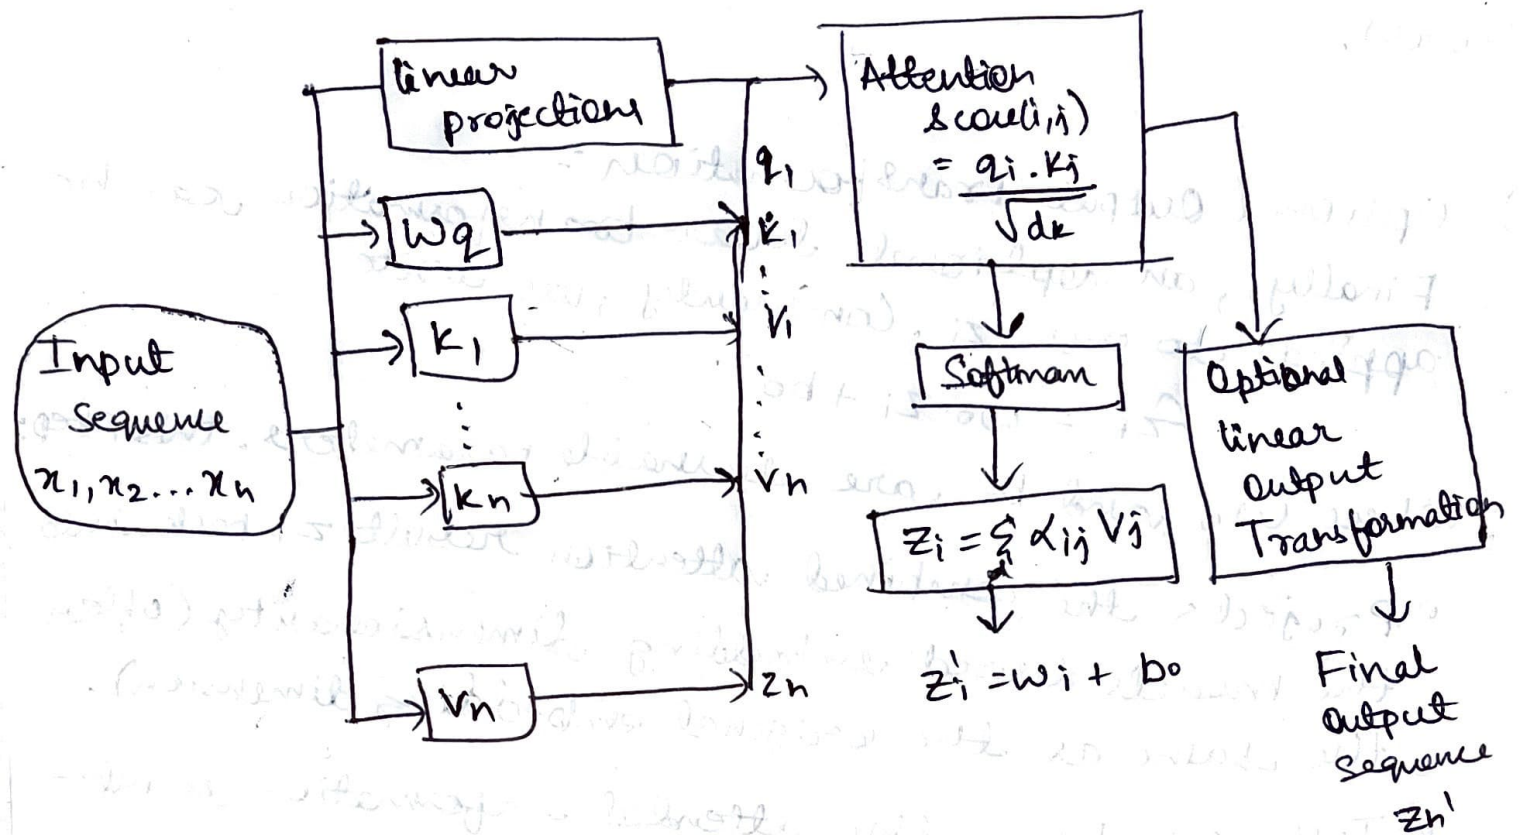 linear
projections
Wq
K1
⋮
Kn
Vn
Input
Sequence
x1, x2 ... xn
q1
K1
⋮
V1
⋮
Vn
Zn
Attention
score(i,j)
= qi . Kj
√dk
Softmax
Zi = Σj αij Vj
Zi' = wi + bo
Optional
linear
output
Transformation
Final
output
sequence
Zn'